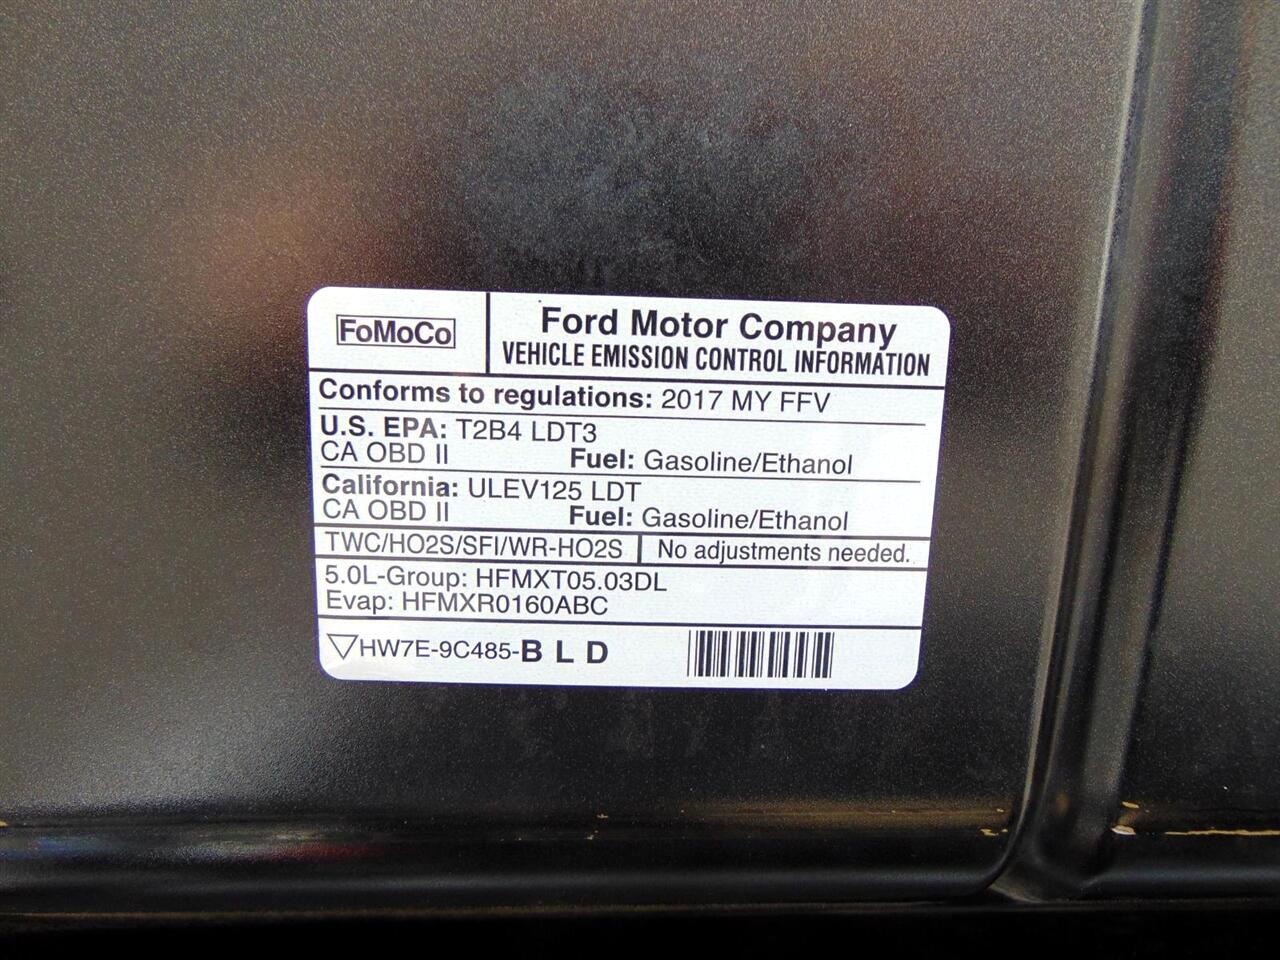 FoMoCo
Ford Motor Company
VEHICLE EMISSION CONTROL INFORMATION
Conforms to regulations: 2017 MY FFV
U.S. EPA: T2B4 LDT3
CA OBD II Fuel: Gasoline/Ethanol
California: ULEV125 LDT
CA OBD II Fuel: Gasoline/Ethanol
TWC/HO2S/SFI/WR-HO2S No adjustments needed.
5.0L-Group: HFMXT05.03DL
Evap: HFMXR0160ABC
HW7E-9C485-B L D